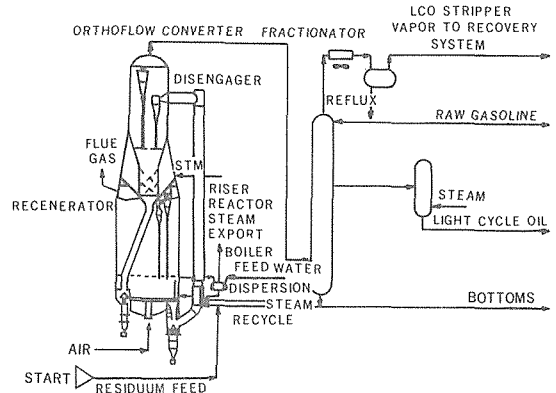 LCO STRIPPER
VAPOR TO RECOVERY
SYSTEM
ORTHOFLOW CONVERTER
FRACTIONATOR
DISENGAGER
REFLUX
RAW GASOLINE
FLUE
GAS
STM
RISER
REACTOR
STEAM
EXPORT
RECENERATOR
STEAM
LIGHT CYCLE OIL
BOILER
FEED WATER
DISPERSION
STEAM
RECYCLE
BOTTOMS
AIR
START
RESIDUUM FEED